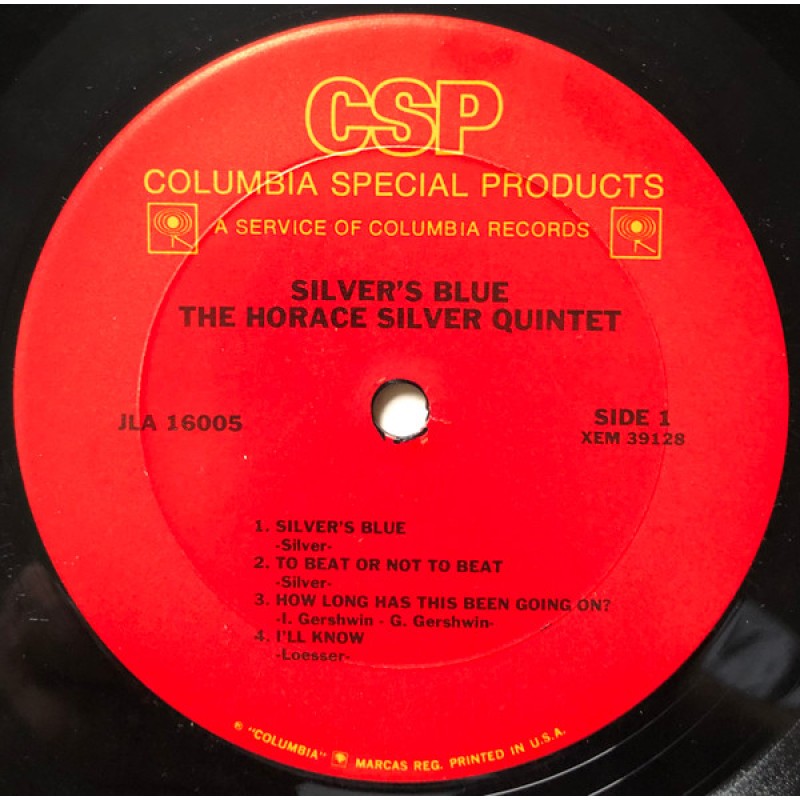 CSP
COLUMBIA SPECIAL PRODUCTS
A SERVICE OF COLUMBIA RECORDS
SILVER'S BLUE
THE HORACE SILVER QUINTET
JLA 16005
SIDE 1
XEM 39128
1. SILVER'S BLUE
-Silver-
2. TO BEAT OR NOT TO BEAT
-Silver-
3. HOW LONG HAS THIS BEEN GOING ON?
-I. Gershwin - G. Gershwin-
4. I'LL KNOW
-Loesser-
® "COLUMBIA" MARCAS REG. PRINTED IN U.S.A.